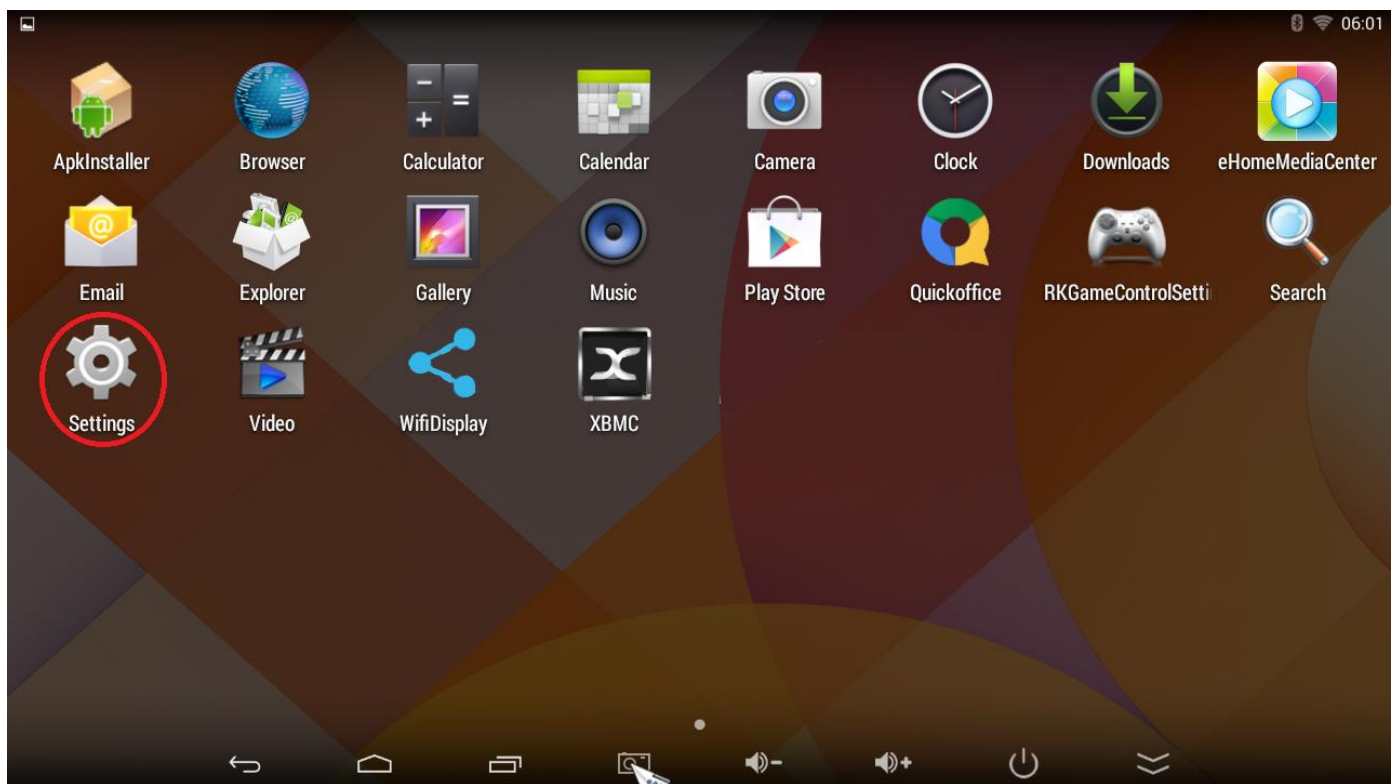 06:01
ApkInstaller Browser Calculator Calendar Camera Clock Downloads eHomeMediaCenter
Email Explorer Gallery Music Play Store Quickoffice RKGameControlSetti Search
Settings Video WifiDisplay XBMC